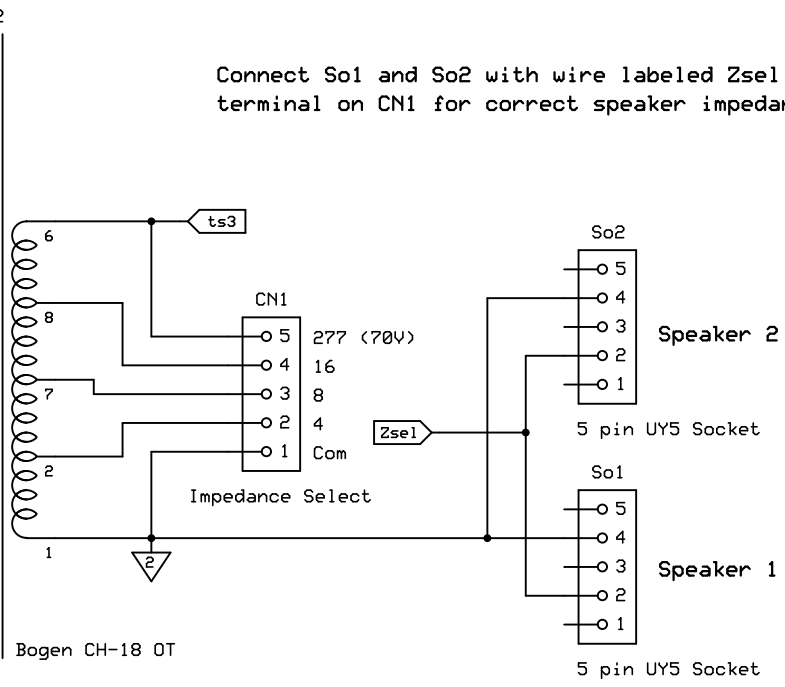 2
Connect So1 and So2 with wire labeled Zsel
terminal on CN1 for correct speaker
6
ts3
8
7
2
1
CN1
5 277 (70V)
4 16
3 8
2 4
1 Com
Impedance Select
2
Zsel
So2
5
4
3
2
1
Speaker 2
5 pin UY5 Socket
So1
5
4
3
2
1
Speaker 1
5 pin UY5 Socket
Bogen CH-18 OT